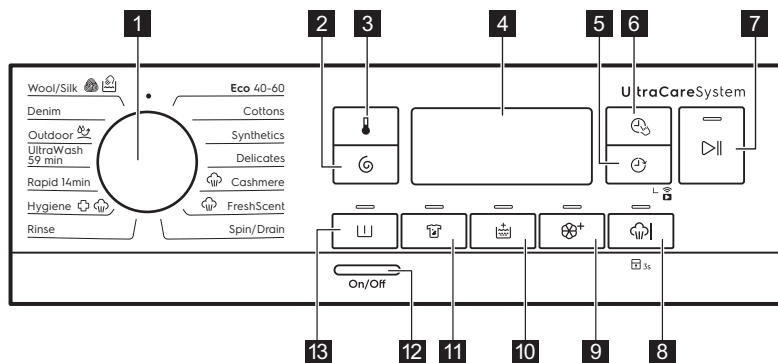 1
2
3
4
5
6
7
Wool/Silk
Denim
Outdoor
UltraWash
59 min
Rapid 14min
Hygiene
Rinse
Eco 40-60
Cottons
Synthetics
Delicates
Cashmere
FreshScent
Spin/Drain
UltraCareSystem
3s
On/Off
13
12
11
10
9
8